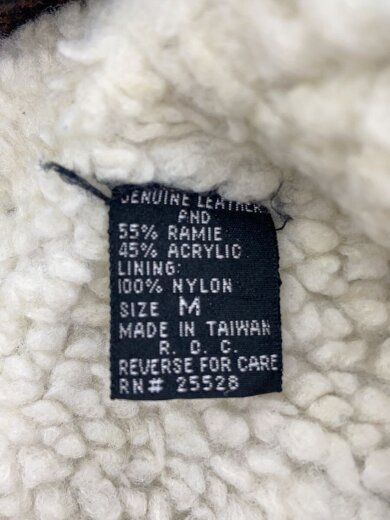 GENUINE LEATHER
AND
55% RAMIE
45% ACRYLIC
LINING:
100% NYLON
SIZE M
MADE IN TAIWAN
R. O. C.
REVERSE FOR CARE
RN# 25528